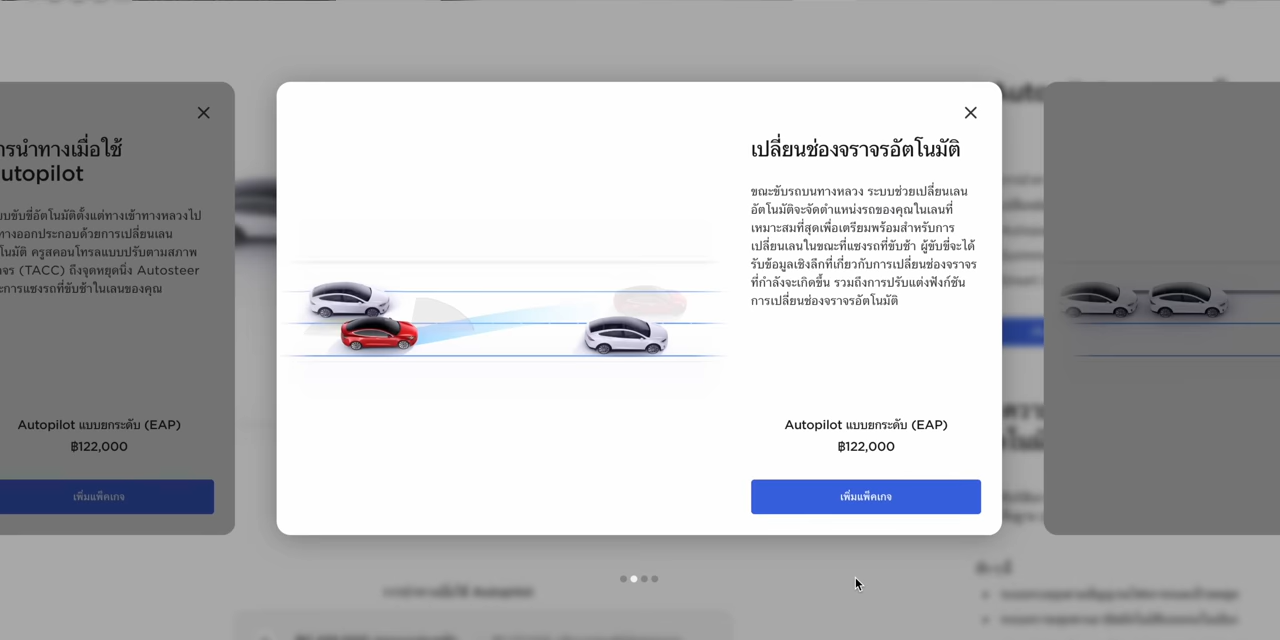 ารนำทางเมื่อใช้
utopilot
บบขับขี่อัตโนมัติตั้งแต่ทางเข้าทางหลวงไป
ทางออกประกอบด้วยการเปลี่ยนเลน
โนมัติ ครูสคอนโทรลแบบปรับตามสภาพ
าจร (TACC) ถึงจุดหยุดนิ่ง Autosteer
ะการแซงรถที่ขับช้าในเลนของคุณ
Autopilot แบบยกระดับ (EAP)
฿122,000
เพิ่มแพ็คเกจ
เปลี่ยนช่องจราจรอัตโนมัติ
ขณะขับรถบนทางหลวง ระบบช่วยเปลี่ยนเลน
อัตโนมัติจะจัดตำแหน่งรถของคุณในเลนที่
เหมาะสมที่สุดเพื่อเตรียมพร้อมสำหรับการ
เปลี่ยนเลนในขณะที่แซงรถที่ขับช้า ผู้ขับขี่จะได้
รับข้อมูลเชิงลึกที่เกี่ยวกับการเปลี่ยนช่องจราจร
ที่กำลังจะเกิดขึ้น รวมถึงการปรับแต่งฟังก์ชัน
การเปลี่ยนช่องจราจรอัตโนมัติ
Autopilot แบบยกระดับ (EAP)
฿122,000
เพิ่มแพ็คเกจ